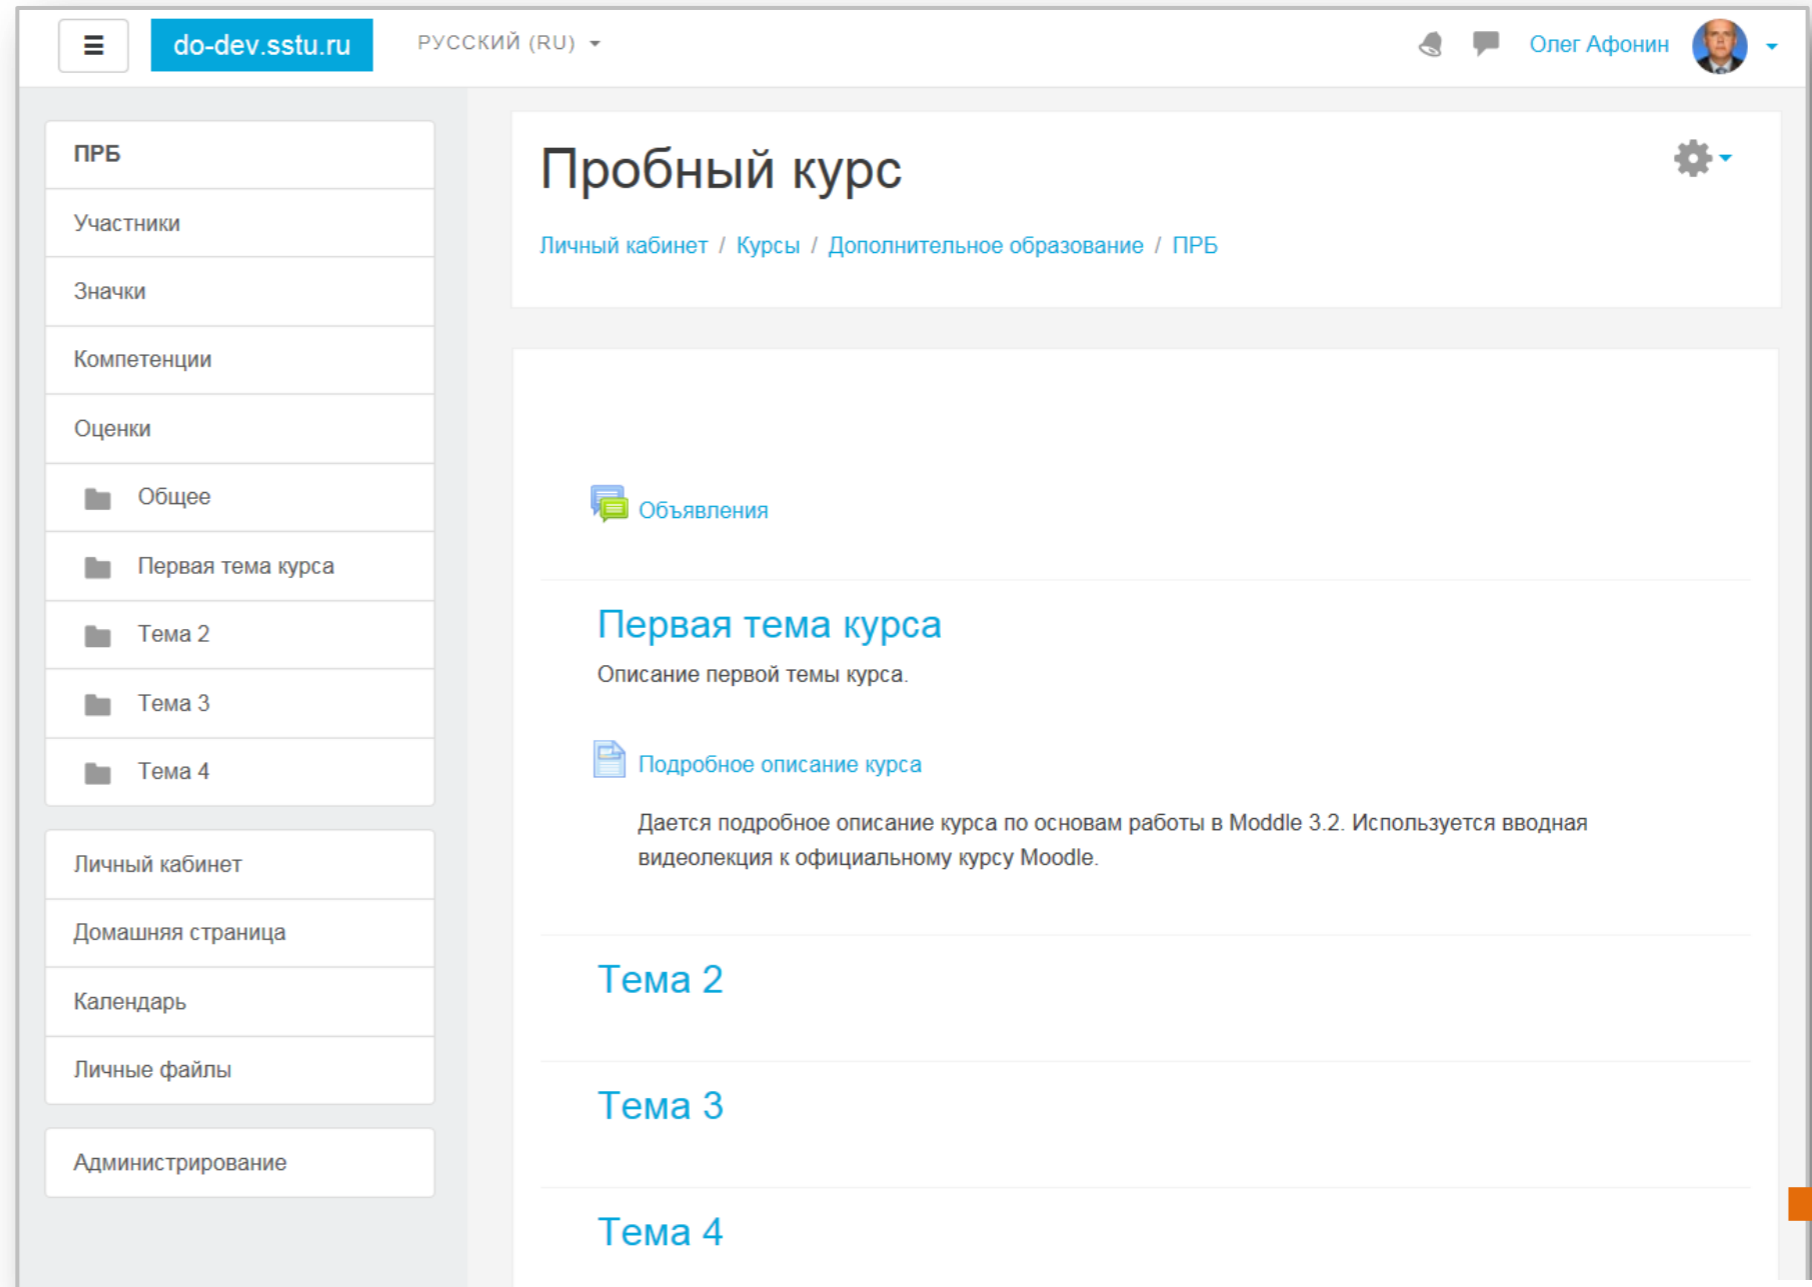 do-dev.sstu.ru РУССКИЙ (RU) Олег Афонин
ПРБ
Участники
Значки
Компетенции
Оценки
Общее
Первая тема курса
Тема 2
Тема 3
Тема 4
Личный кабинет
Домашняя страница
Календарь
Личные файлы
Администрирование
Пробный курс
Личный кабинет / Курсы / Дополнительное образование / ПРБ
Объявления
Первая тема курса
Описание первой темы курса.
Подробное описание курса
Дается подробное описание курса по основам работы в Moddle 3.2. Используется вводная
видеолекция к официальному курсу Moodle.
Тема 2
Тема 3
Тема 4